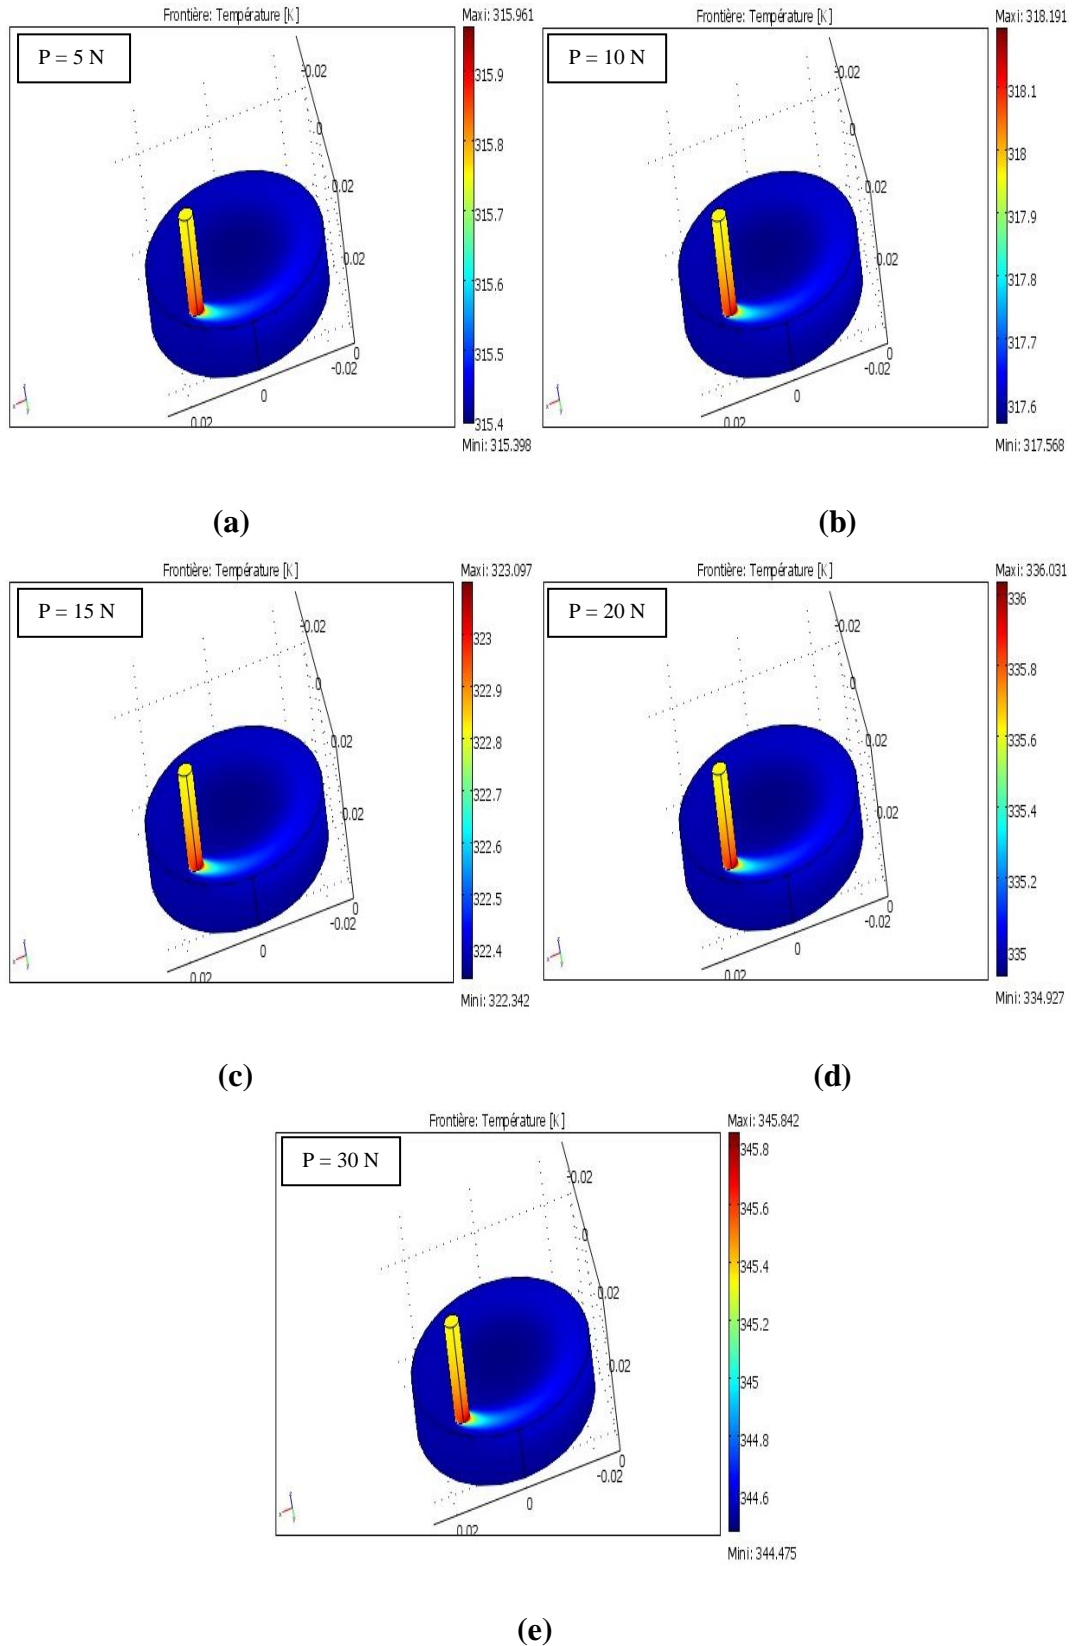 Frontière: Température [K]
Maxi: 315.961
P = 5 N
-0.02
0
0.02
0.02
0
-0.02
0
0.02
315.9
315.8
315.7
315.6
315.5
315.4
Mini: 315.398
(a)
Frontière: Température [K]
Maxi: 318.191
P = 10 N
-0.02
0
0.02
0.02
0
-0.02
0
0.02
318.1
318
317.9
317.8
317.7
317.6
Mini: 317.568
(b)
Frontière: Température [K]
Maxi: 323.097
P = 15 N
-0.02
0
0.02
0.02
0
-0.02
0
0.02
323
322.9
322.8
322.7
322.6
322.5
322.4
Mini: 322.342
(c)
Frontière: Température [K]
Maxi: 336.031
P = 20 N
-0.02
0
0.02
0.02
0
-0.02
0
0.02
336
335.8
335.6
335.4
335.2
335
Mini: 334.927
(d)
Frontière: Température [K]
Maxi: 345.842
P = 30 N
-0.02
0
0.02
0.02
0
-0.02
0
0.02
345.8
345.6
345.4
345.2
345
344.8
344.6
Mini: 344.475
(e)